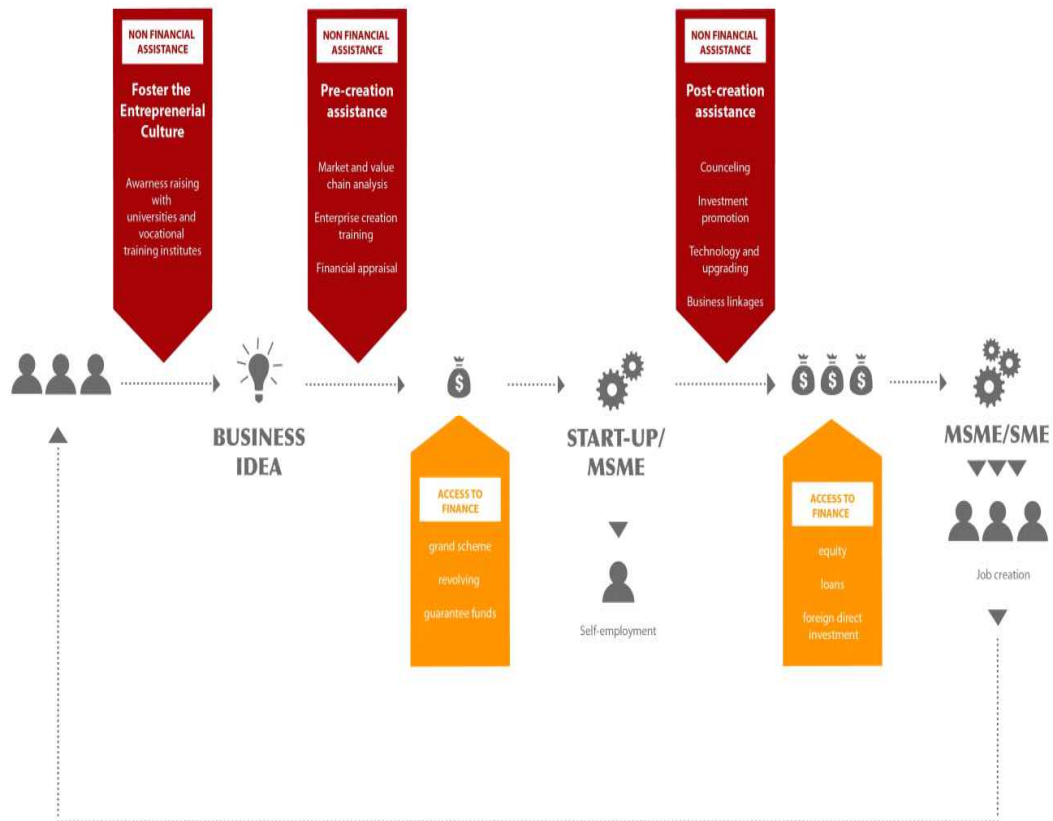 NON FINANCIAL
ASSISTANCE
Foster the
Entreprenerial
Culture
Awarness raising
with
universities and
vocational
training institutes
NON FINANCIAL
ASSISTANCE
Pre-creation
assistance
Market and value
chain analysis
Enterprise creation
training
Financial appraisal
NON FINANCIAL
ASSISTANCE
Post-creation
assistance
Counceling
Investment
promotion
Technology and
upgrading
Business linkages
$
$ $ $
BUSINESS
IDEA
START-UP/
MSME
MSME/SME
ACCESS TO
FINANCE
grand scheme
revolving
guarantee funds
Self-employment
ACCESS TO
FINANCE
equity
loans
foreign direct
investment
Job creation